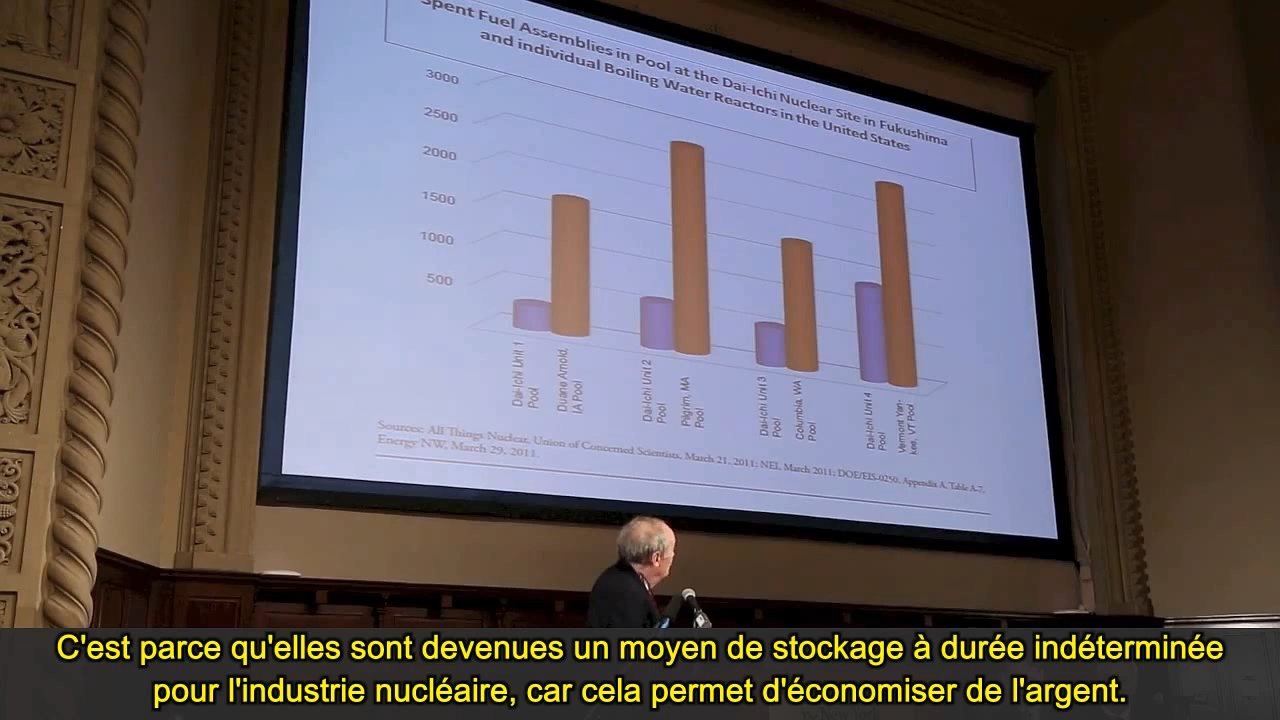 Spent Fuel Assemblies in Pool at the Dai-Ichi Nuclear Site in Fukushima
and individual Boiling Water Reactors in the United States
3000
2500
2000
1500
1000
500
Dai-Ichi Unit 1
Pool
Duane Arnold,
IA Pool
Dai-Ichi Unit 2
Pool
Pilgrim, MA
Pool
Dai-Ichi Unit 3
Pool
Columbia, WA
Pool
Dai-Ichi Unit 4
Pool
Vermont Yan-
kee, VT Pool
Sources: All Things Nuclear, Union of Concerned Scientists, March 21, 2011; NEI, March 2011; DOE/EIS-0250, Appendix A, Table A-7,
Energy NW, March 29, 2011.
C'est parce qu'elles sont devenues un moyen de stockage à durée indéterminée
pour l'industrie nucléaire, car cela permet d'économiser de l'argent.